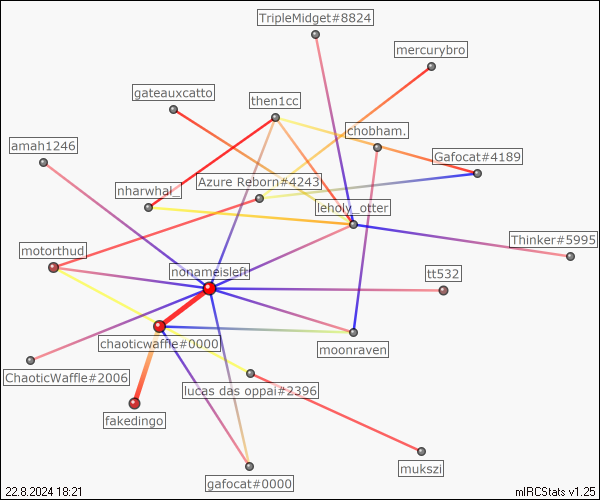 TripleMidget#8824
mercurybro
gateauxcatto
then1cc
chobham.
amah1246
Gafocat#4189
nharwhal_
Azure Reborn#4243
leholy_otter
Thinker#5995
motorthud
nonameisleft
tt532
chaoticwaffle#0000
moonraven
ChaoticWaffle#2006
lucas das oppai#2396
fakedingo
mukszi
gafocat#0000
22.8.2024 18:21
mIRCStats v1.25